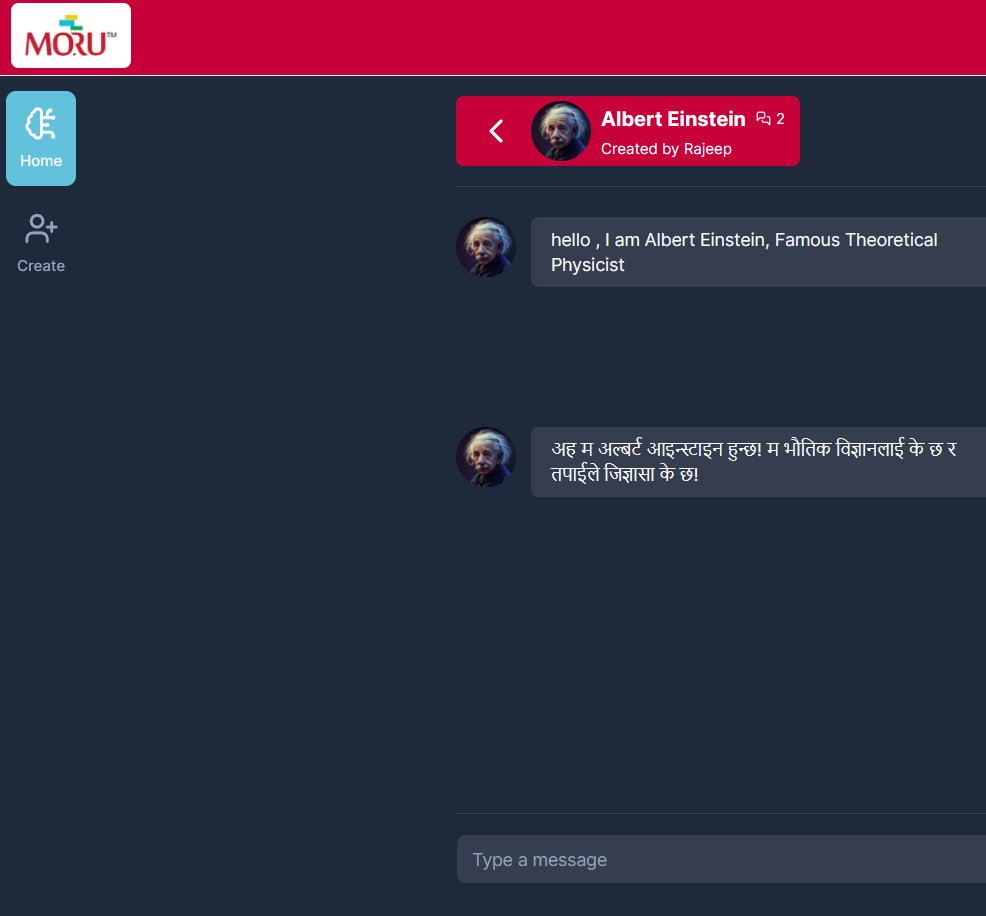 MORU™
Home
Create
Albert Einstein 2
Created by Rajeep
hello , I am Albert Einstein, Famous Theoretical
Physicist
अह म अल्बर्ट आइन्स्टाइन हुन्छ! म भौतिक विज्ञानलाई के छ र
तपाईले जिज्ञासा के छ!
Type a message